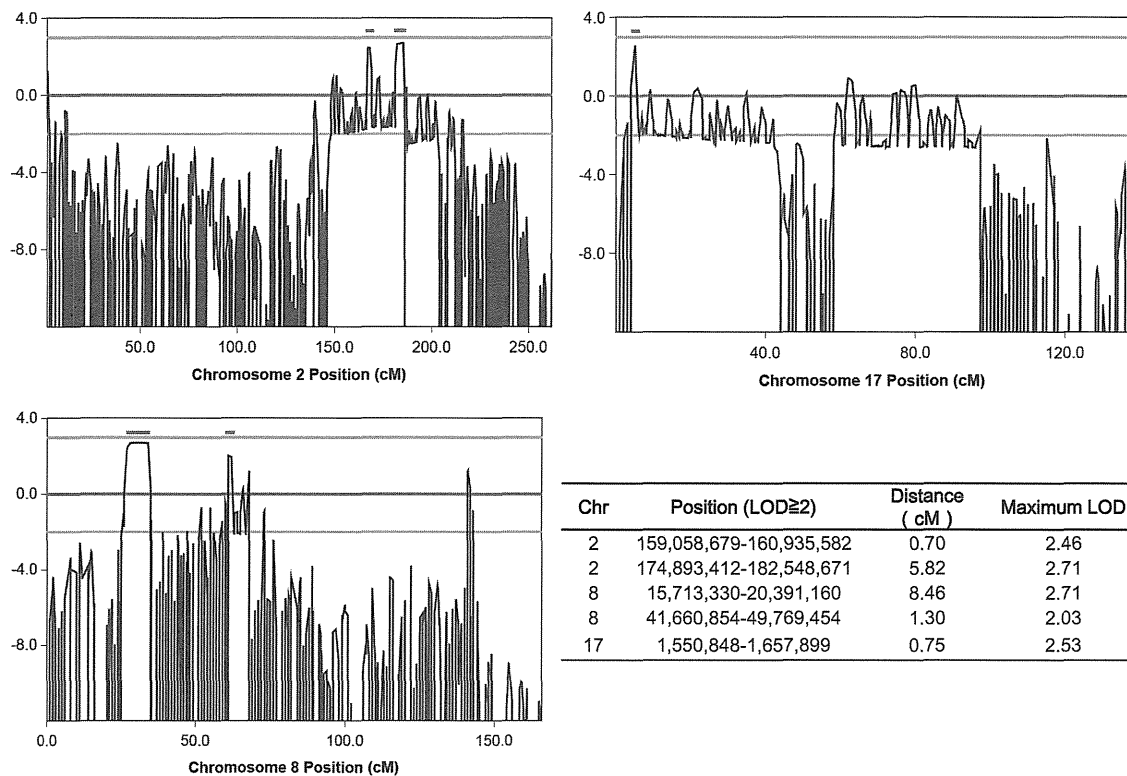 4.0
0.0
-4.0
-8.0
50.0 100.0 150.0 200.0 250.0
Chromosome 2 Position (cM)
4.0
0.0
-4.0
-8.0
40.0 80.0 120.0
Chromosome 17 Position (cM)
4.0
0.0
-4.0
-8.0
0.0 50.0 100.0 150.0
Chromosome 8 Position (cM)
Chr Position (LOD≧2) Distance ( cM ) Maximum LOD
2 159,058,679-160,935,582 0.70 2.46
2 174,893,412-182,548,671 5.82 2.71
8 15,713,330-20,391,160 8.46 2.71
8 41,660,854-49,769,454 1.30 2.03
17 1,550,848-1,657,899 0.75 2.53